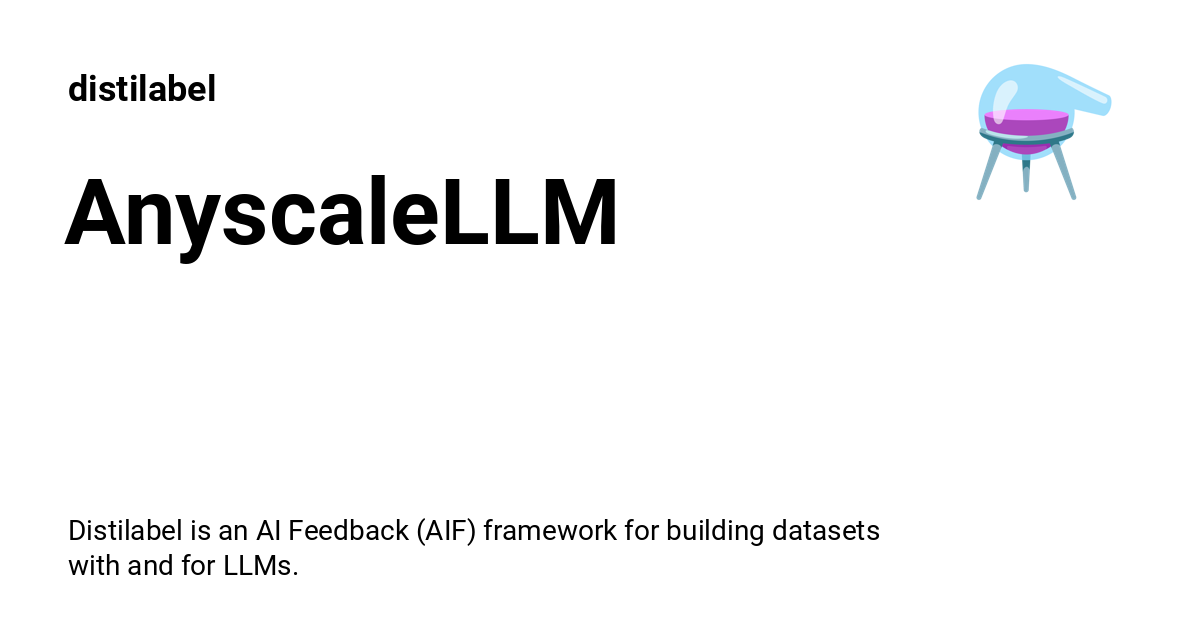 distilabel
AnyscaleLLM
Distilabel is an AI Feedback (AIF) framework for building datasets
with and for LLMs.